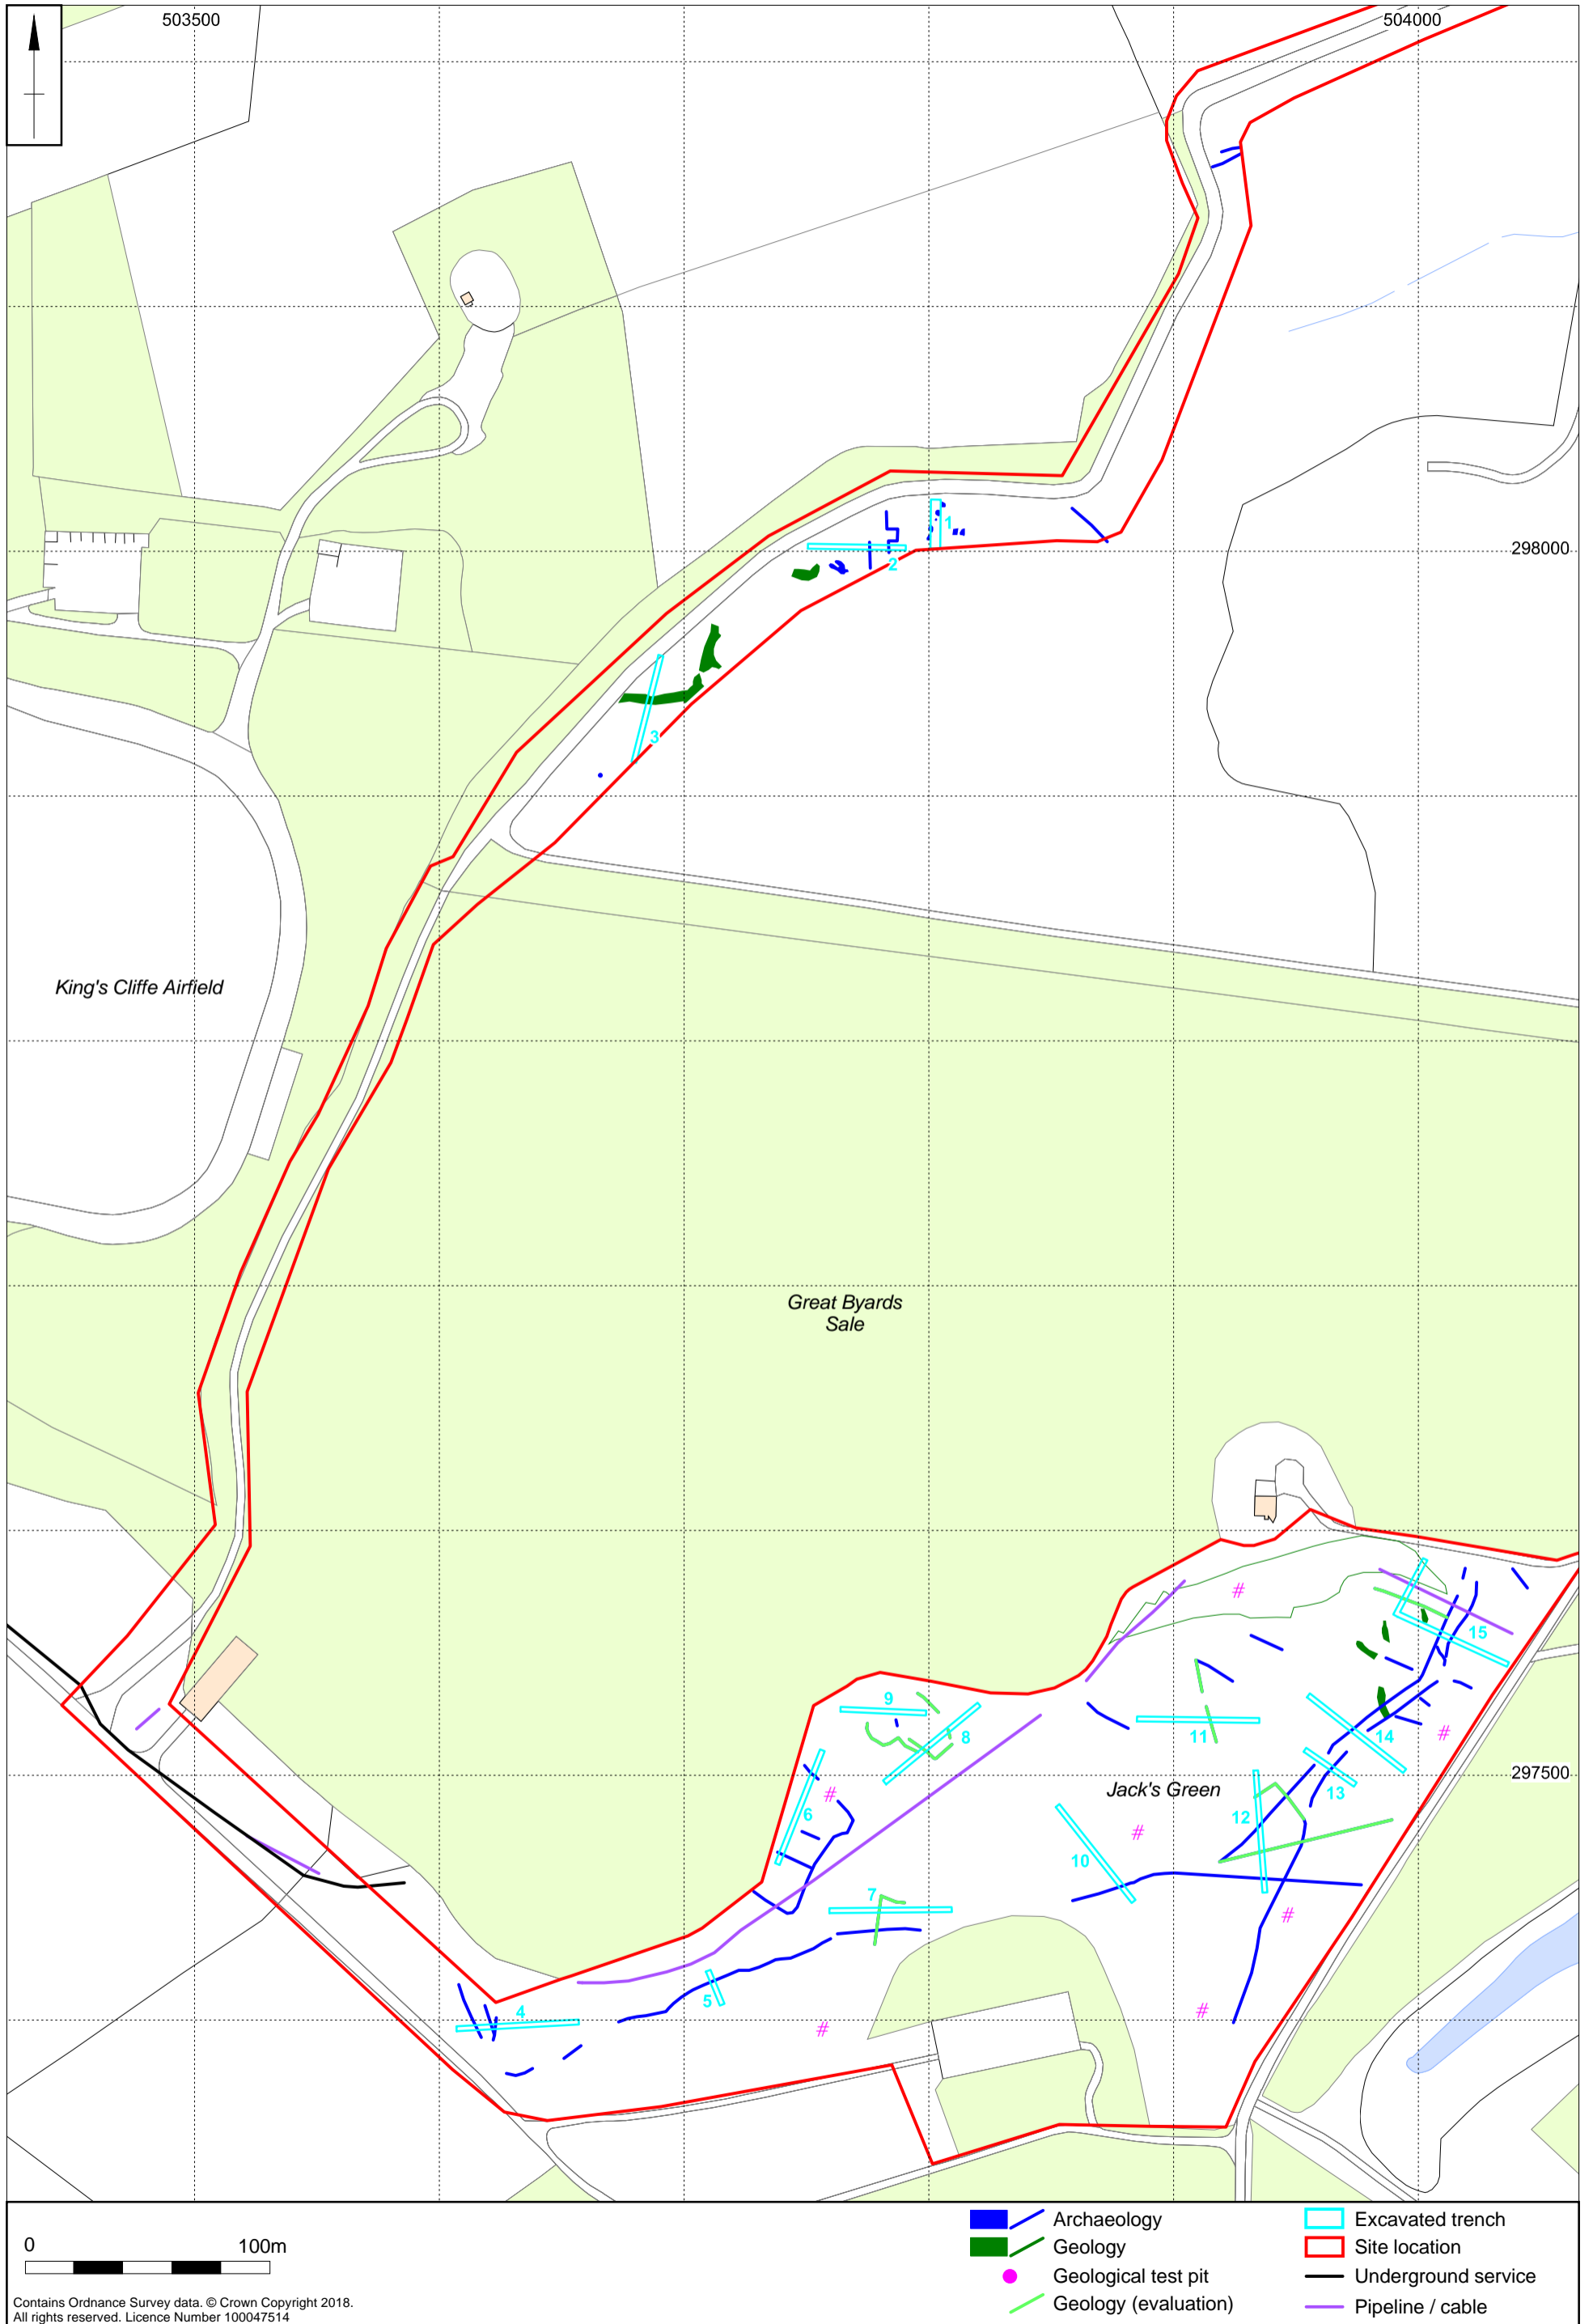 503500
504000
1
298000
2
3
King's Cliffe Airfield
Great Byards
Sale
15
9
8
14
11
297500
Jack's Green
13
6
12
10
7
5
4
0 100m
Contains Ordnance Survey data. © Crown Copyright 2018.
All rights reserved. Licence Number 100047514
Archaeology
Geology
Geological test pit
Geology (evaluation)
Excavated trench
Site location
Underground service
Pipeline / cable